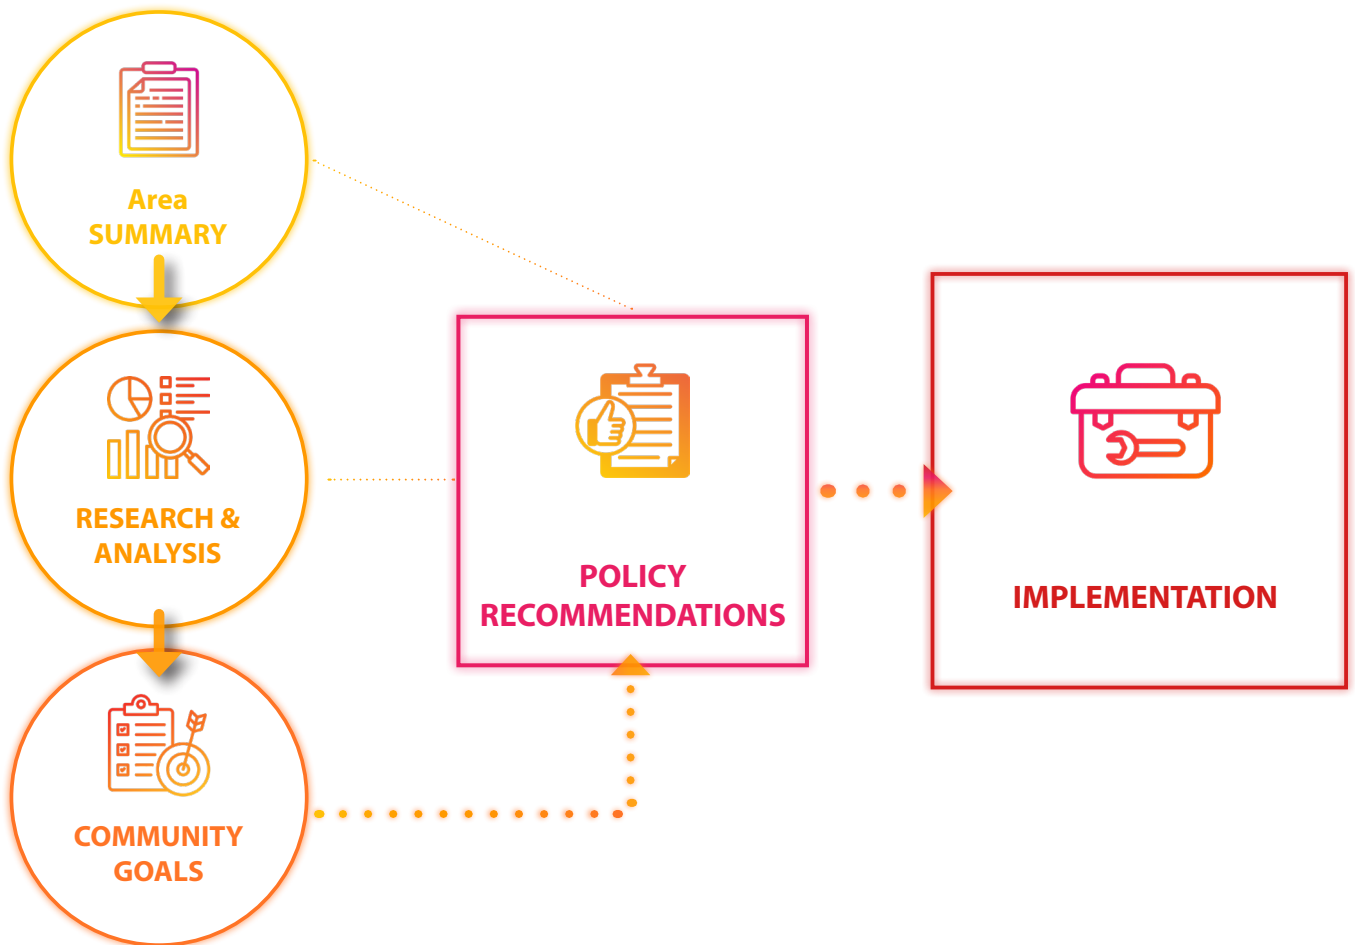 Area
SUMMARY
RESEARCH &
ANALYSIS
COMMUNITY
GOALS
POLICY
RECOMMENDATIONS
IMPLEMENTATION